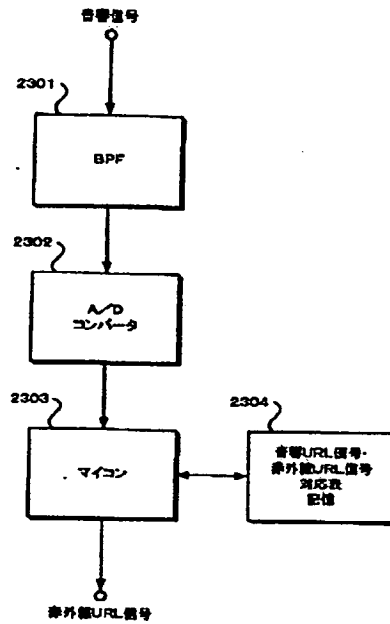 音響信号
2301
BPF
2302
A/D
コンバータ
2303
マイコン
2304
音響URL信号・
赤外線URL信号
対応表
記憶
赤外線URL信号